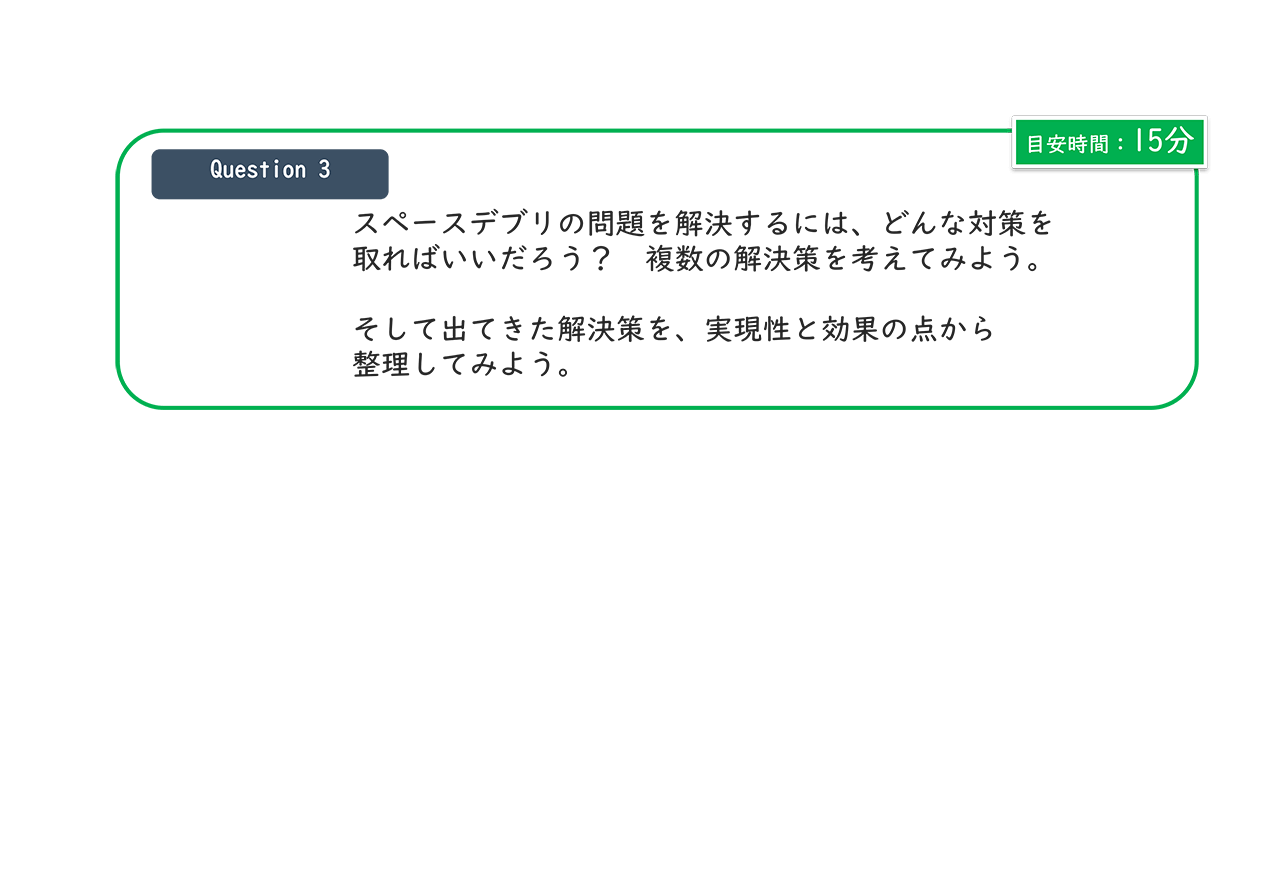 目安時間：15分
Question 3
スペースデブリの問題を解決するには、どんな対策を
取ればいいだろう？　複数の解決策を考えてみよう。
そして出てきた解決策を、実現性と効果の点から
整理してみよう。